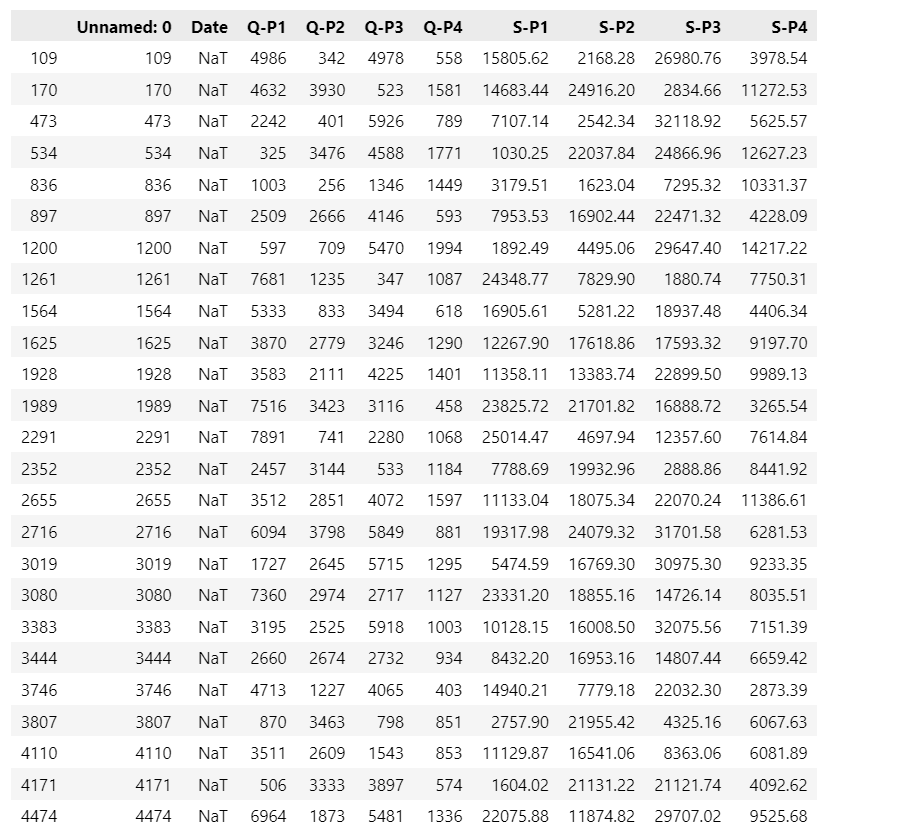 Unnamed: 0 Date Q-P1 Q-P2 Q-P3 Q-P4 S-P1 S-P2 S-P3 S-P4
109 109 NaT 4986 342 4978 558 15805.62 2168.28 26980.76 3978.54
170 170 NaT 4632 3930 523 1581 14683.44 24916.20 2834.66 11272.53
473 473 NaT 2242 401 5926 789 7107.14 2542.34 32118.92 5625.57
534 534 NaT 325 3476 4588 1771 1030.25 22037.84 24866.96 12627.23
836 836 NaT 1003 256 1346 1449 3179.51 1623.04 7295.32 10331.37
897 897 NaT 2509 2666 4146 593 7953.53 16902.44 22471.32 4228.09
1200 1200 NaT 597 709 5470 1994 1892.49 4495.06 29647.40 14217.22
1261 1261 NaT 7681 1235 347 1087 24348.77 7829.90 1880.74 7750.31
1564 1564 NaT 5333 833 3494 618 16905.61 5281.22 18937.48 4406.34
1625 1625 NaT 3870 2779 3246 1290 12267.90 17618.86 17593.32 9197.70
1928 1928 NaT 3583 2111 4225 1401 11358.11 13383.74 22899.50 9989.13
1989 1989 NaT 7516 3423 3116 458 23825.72 21701.82 16888.72 3265.54
2291 2291 NaT 7891 741 2280 1068 25014.47 4697.94 12357.60 7614.84
2352 2352 NaT 2457 3144 533 1184 7788.69 19932.96 2888.86 8441.92
2655 2655 NaT 3512 2851 4072 1597 11133.04 18075.34 22070.24 11386.61
2716 2716 NaT 6094 3798 5849 881 19317.98 24079.32 31701.58 6281.53
3019 3019 NaT 1727 2645 5715 1295 5474.59 16769.30 30975.30 9233.35
3080 3080 NaT 7360 2974 2717 1127 23331.20 18855.16 14726.14 8035.51
3383 3383 NaT 3195 2525 5918 1003 10128.15 16008.50 32075.56 7151.39
3444 3444 NaT 2660 2674 2732 934 8432.20 16953.16 14807.44 6659.42
3746 3746 NaT 4713 1227 4065 403 14940.21 7779.18 22032.30 2873.39
3807 3807 NaT 870 3463 798 851 2757.90 21955.42 4325.16 6067.63
4110 4110 NaT 3511 2609 1543 853 11129.87 16541.06 8363.06 6081.89
4171 4171 NaT 506 3333 3897 574 1604.02 21131.22 21121.74 4092.62
4474 4474 NaT 6964 1873 5481 1336 22075.88 11874.82 29707.02 9525.68